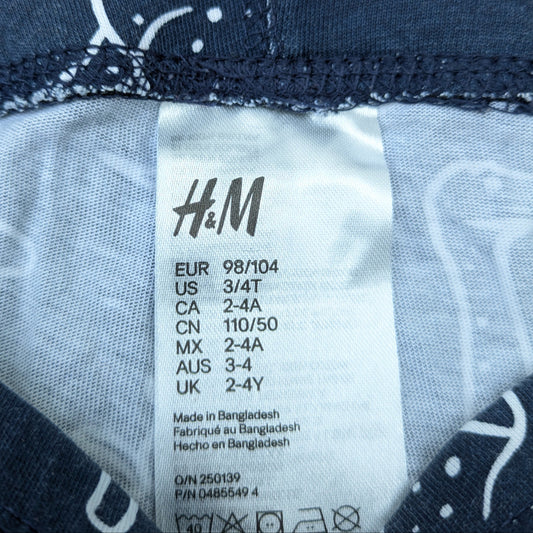 H&M
EUR 98/104
US 3/4T
CA 2-4A
CN 110/50
MX 2-4A
AUS 3-4
UK 2-4Y
Made in Bangladesh
Fabriqué au Bangladesh
Hecho en Bangladesh
O/N 250139
P/N 0485549 4
40